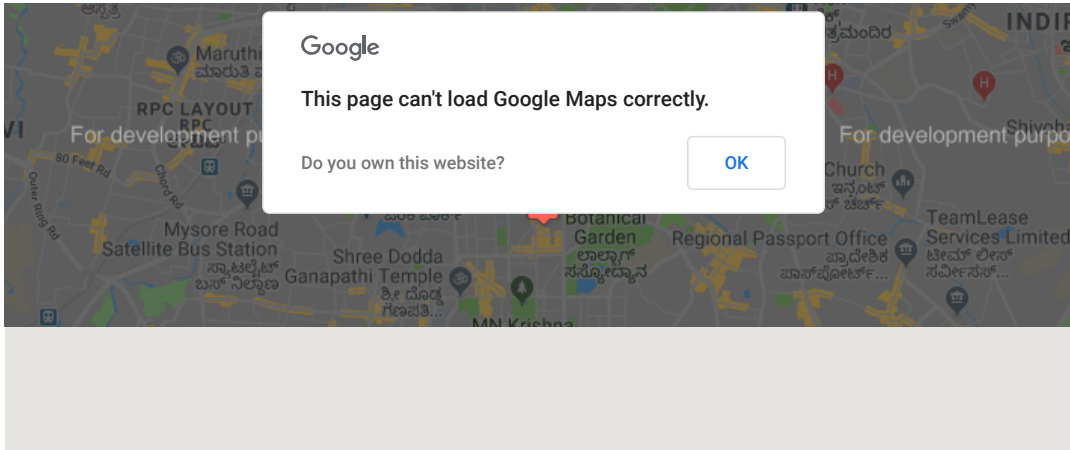 ಆಸ್ಪತ್ರೆ
Google
This page can't load Google Maps correctly.
Do you own this website?
OK
Maruthi
ಮಾರುತಿ
RPC LAYOUT
RPC
For development pu
For development purpo
80 Feet Rd
Chord Rd
Outer Ring Rd
Mysore Road
Satellite Bus Station
ಸ್ಯಾಟಲೈಟ್
ಬಸ್ ನಿಲ್ದಾಣ
Shree Dodda
Ganapathi Temple
ಶ್ರೀ ದೊಡ್ಡ
ಗಣಪತಿ...
Botanical
Garden
ಲಾಲ್ಬಾಗ್
ಸಸ್ಯೋದ್ಯಾನ
MN Krishna
Regional Passport Office
ಪ್ರಾದೇಶಿಕ
ಪಾಸ್‌ಪೋರ್ಟ್...
Church
ಇನ್ಫಂಟ್
ಚರ್ಚ್
TeamLease
Services Limited
ಟೀಮ್ ಲೀಸ್
ಸರ್ವೀಸಸ್...
H
H